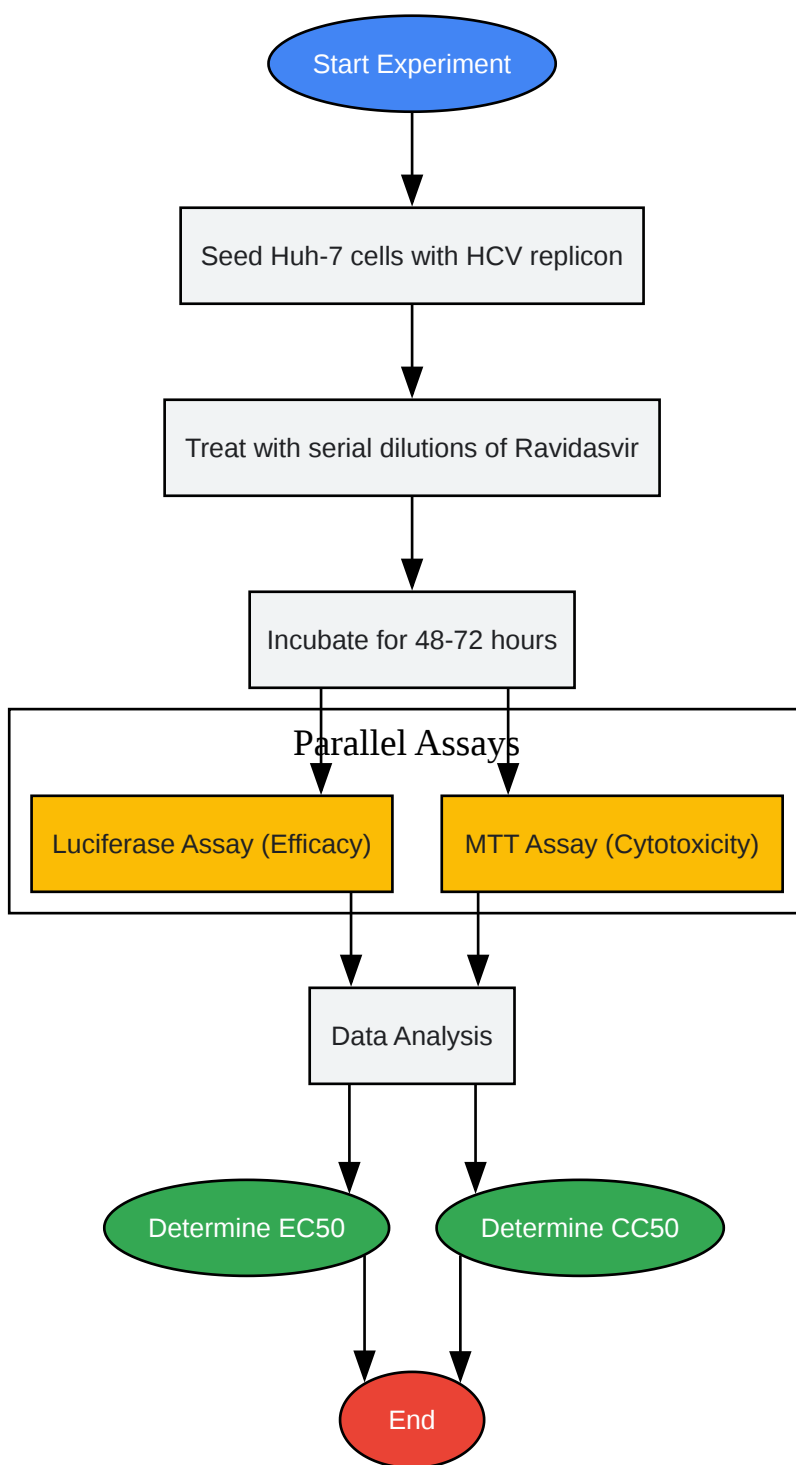 Start Experiment
Seed Huh-7 cells with HCV replicon
Treat with serial dilutions of Ravidasvir
Incubate for 48-72 hours
Parallel Assays
Luciferase Assay (Efficacy)
MTT Assay (Cytotoxicity)
Data Analysis
Determine EC50
Determine CC50
End